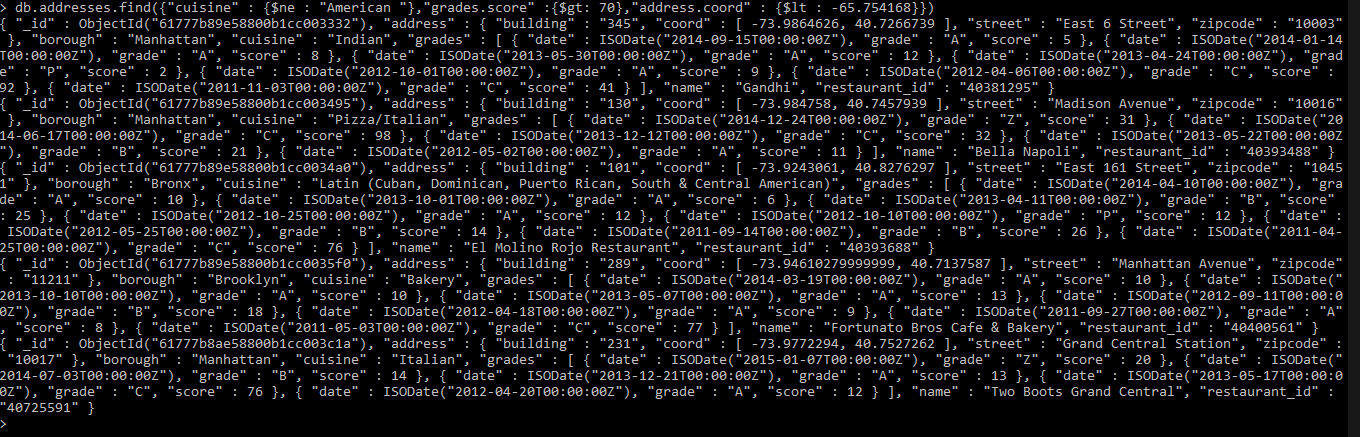 > db.addresses.find({"cuisine" : {$ne : "American "},"grades.score" :{$gt: 70},"address.coord" : {$lt : -65.754168}})
{ "_id" : ObjectId("61777b89e58800b1cc003332"), "address" : { "building" : "345", "coord" : [ -73.9864626, 40.7266739 ], "street" : "East 6 Street", "zipcode" : "10003"
 }, "borough" : "Manhattan", "cuisine" : "Indian", "grades" : [ { "date" : ISODate("2014-09-15T00:00:00Z"), "grade" : "A", "score" : 5 }, { "date" : ISODate("2014-01-14
T00:00:00Z"), "grade" : "A", "score" : 8 }, { "date" : ISODate("2013-05-30T00:00:00Z"), "grade" : "A", "score" : 12 }, { "date" : ISODate("2013-04-24T00:00:00Z"), "grad
e" : "P", "score" : 2 }, { "date" : ISODate("2012-10-01T00:00:00Z"), "grade" : "A", "score" : 9 }, { "date" : ISODate("2012-04-06T00:00:00Z"), "grade" : "C", "score" :
92 }, { "date" : ISODate("2011-11-03T00:00:00Z"), "grade" : "C", "score" : 41 } ], "name" : "Gandhi", "restaurant_id" : "40381295" }
{ "_id" : ObjectId("61777b89e58800b1cc003495"), "address" : { "building" : "130", "coord" : [ -73.984758, 40.7457939 ], "street" : "Madison Avenue", "zipcode" : "10016"
 }, "borough" : "Manhattan", "cuisine" : "Pizza/Italian", "grades" : [ { "date" : ISODate("2014-12-24T00:00:00Z"), "grade" : "Z", "score" : 31 }, { "date" : ISODate("20
14-06-17T00:00:00Z"), "grade" : "C", "score" : 98 }, { "date" : ISODate("2013-12-12T00:00:00Z"), "grade" : "C", "score" : 32 }, { "date" : ISODate("2013-05-22T00:00:00Z
"), "grade" : "B", "score" : 21 }, { "date" : ISODate("2012-05-02T00:00:00Z"), "grade" : "A", "score" : 11 } ], "name" : "Bella Napoli", "restaurant_id" : "40393488" }
{ "_id" : ObjectId("61777b89e58800b1cc0034a0"), "address" : { "building" : "101", "coord" : [ -73.9243061, 40.8276297 ], "street" : "East 161 Street", "zipcode" : "1045
1" }, "borough" : "Bronx", "cuisine" : "Latin (Cuban, Dominican, Puerto Rican, South & Central American)", "grades" : [ { "date" : ISODate("2014-04-10T00:00:00Z"), "gra
de" : "A", "score" : 10 }, { "date" : ISODate("2013-10-01T00:00:00Z"), "grade" : "A", "score" : 6 }, { "date" : ISODate("2013-04-11T00:00:00Z"), "grade" : "B", "score"
: 25 }, { "date" : ISODate("2012-10-25T00:00:00Z"), "grade" : "A", "score" : 12 }, { "date" : ISODate("2012-10-10T00:00:00Z"), "grade" : "P", "score" : 12 }, { "date" :
 ISODate("2012-05-25T00:00:00Z"), "grade" : "B", "score" : 14 }, { "date" : ISODate("2011-09-14T00:00:00Z"), "grade" : "B", "score" : 26 }, { "date" : ISODate("2011-04-
25T00:00:00Z"), "grade" : "C", "score" : 76 } ], "name" : "El Molino Rojo Restaurant", "restaurant_id" : "40393688" }
{ "_id" : ObjectId("61777b89e58800b1cc0035f0"), "address" : { "building" : "289", "coord" : [ -73.94610279999999, 40.7137587 ], "street" : "Manhattan Avenue", "zipcode"
 : "11211" }, "borough" : "Brooklyn", "cuisine" : "Bakery", "grades" : [ { "date" : ISODate("2014-03-19T00:00:00Z"), "grade" : "A", "score" : 10 }, { "date" : ISODate("
2013-10-10T00:00:00Z"), "grade" : "A", "score" : 10 }, { "date" : ISODate("2013-05-07T00:00:00Z"), "grade" : "A", "score" : 13 }, { "date" : ISODate("2012-09-11T00:00:0
0Z"), "grade" : "B", "score" : 18 }, { "date" : ISODate("2012-04-18T00:00:00Z"), "grade" : "A", "score" : 9 }, { "date" : ISODate("2011-09-27T00:00:00Z"), "grade" : "A"
, "score" : 8 }, { "date" : ISODate("2011-05-03T00:00:00Z"), "grade" : "C", "score" : 77 } ], "name" : "Fortunato Bros Cafe & Bakery", "restaurant_id" : "40400561" }
{ "_id" : ObjectId("61777b8ae58800b1cc003c1a"), "address" : { "building" : "231", "coord" : [ -73.9772294, 40.7527262 ], "street" : "Grand Central Station", "zipcode" :
 "10017" }, "borough" : "Manhattan", "cuisine" : "Italian", "grades" : [ { "date" : ISODate("2015-01-07T00:00:00Z"), "grade" : "Z", "score" : 20 }, { "date" : ISODate("
2014-07-03T00:00:00Z"), "grade" : "B", "score" : 14 }, { "date" : ISODate("2013-12-21T00:00:00Z"), "grade" : "A", "score" : 13 }, { "date" : ISODate("2013-05-17T00:00:0
0Z"), "grade" : "C", "score" : 76 }, { "date" : ISODate("2012-04-20T00:00:00Z"), "grade" : "A", "score" : 12 } ], "name" : "Two Boots Grand Central", "restaurant_id" :
"40725591" }
>